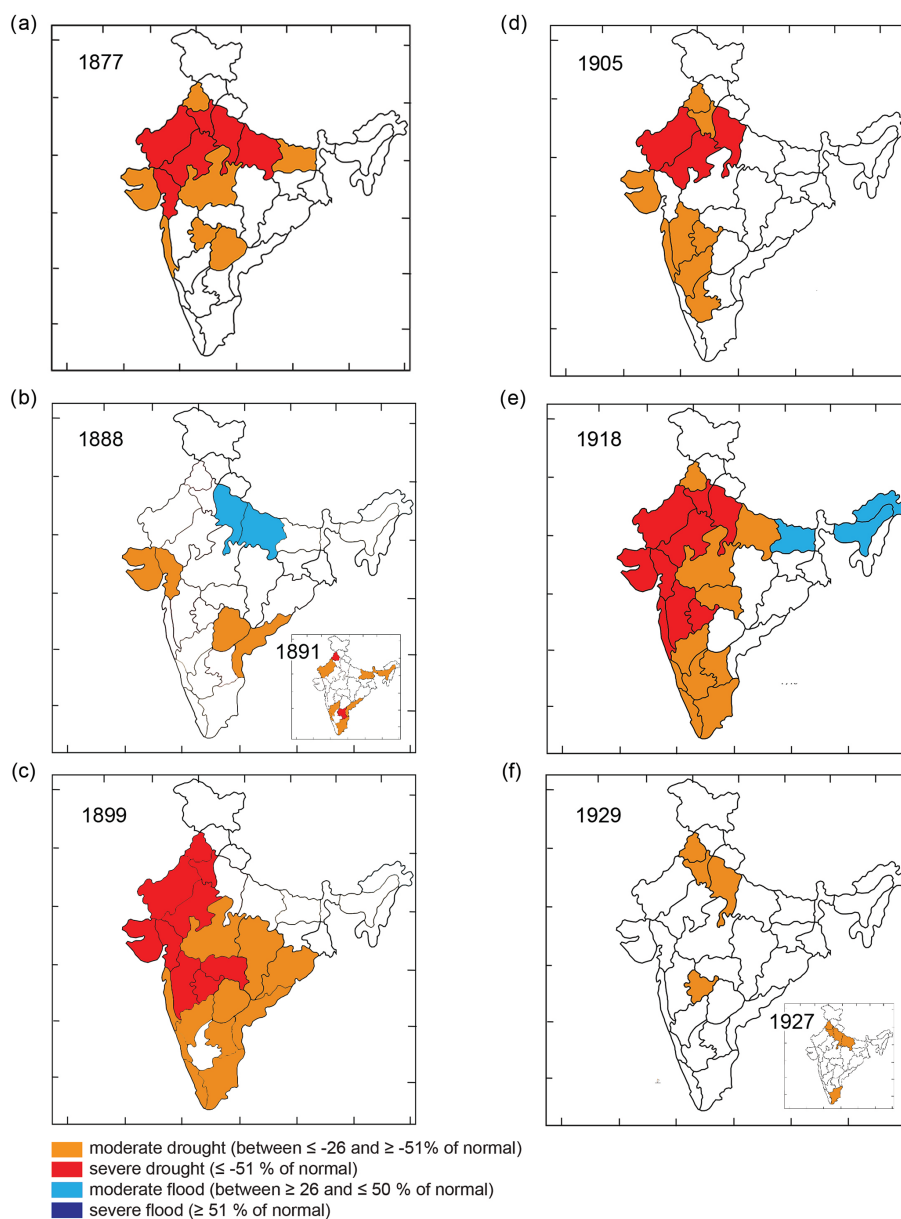 (a)
1877
(d)
1905
(b)
1888
1891
(e)
1918
(c)
1899
(f)
1929
1927
moderate drought (between ≤ -26 and ≥ -51% of normal)
severe drought (≤ -51 % of normal)
moderate flood (between ≥ 26 and ≤ 50 % of normal)
severe flood (≥ 51 % of normal)